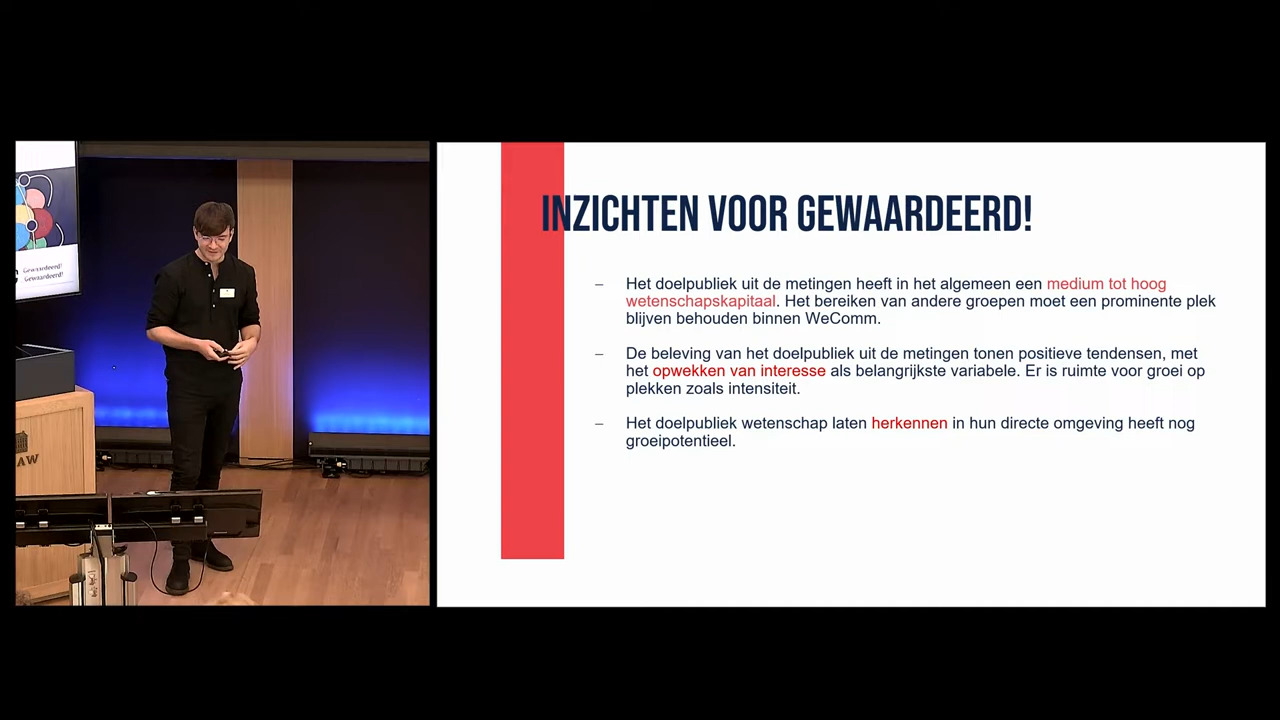 Gewaardeerd!
Gewaardeerd!
AW
INZICHTEN VOOR GEWAARDEERD!
– Het doelpubliek uit de metingen heeft in het algemeen een medium tot hoog
wetenschapskapitaal. Het bereiken van andere groepen moet een prominente plek
blijven behouden binnen WeComm.
– De beleving van het doelpubliek uit de metingen tonen positieve tendensen, met
het opwekken van interesse als belangrijkste variabele. Er is ruimte voor groei op
plekken zoals intensiteit.
– Het doelpubliek wetenschap laten herkennen in hun directe omgeving heeft nog
groeipotentieel.